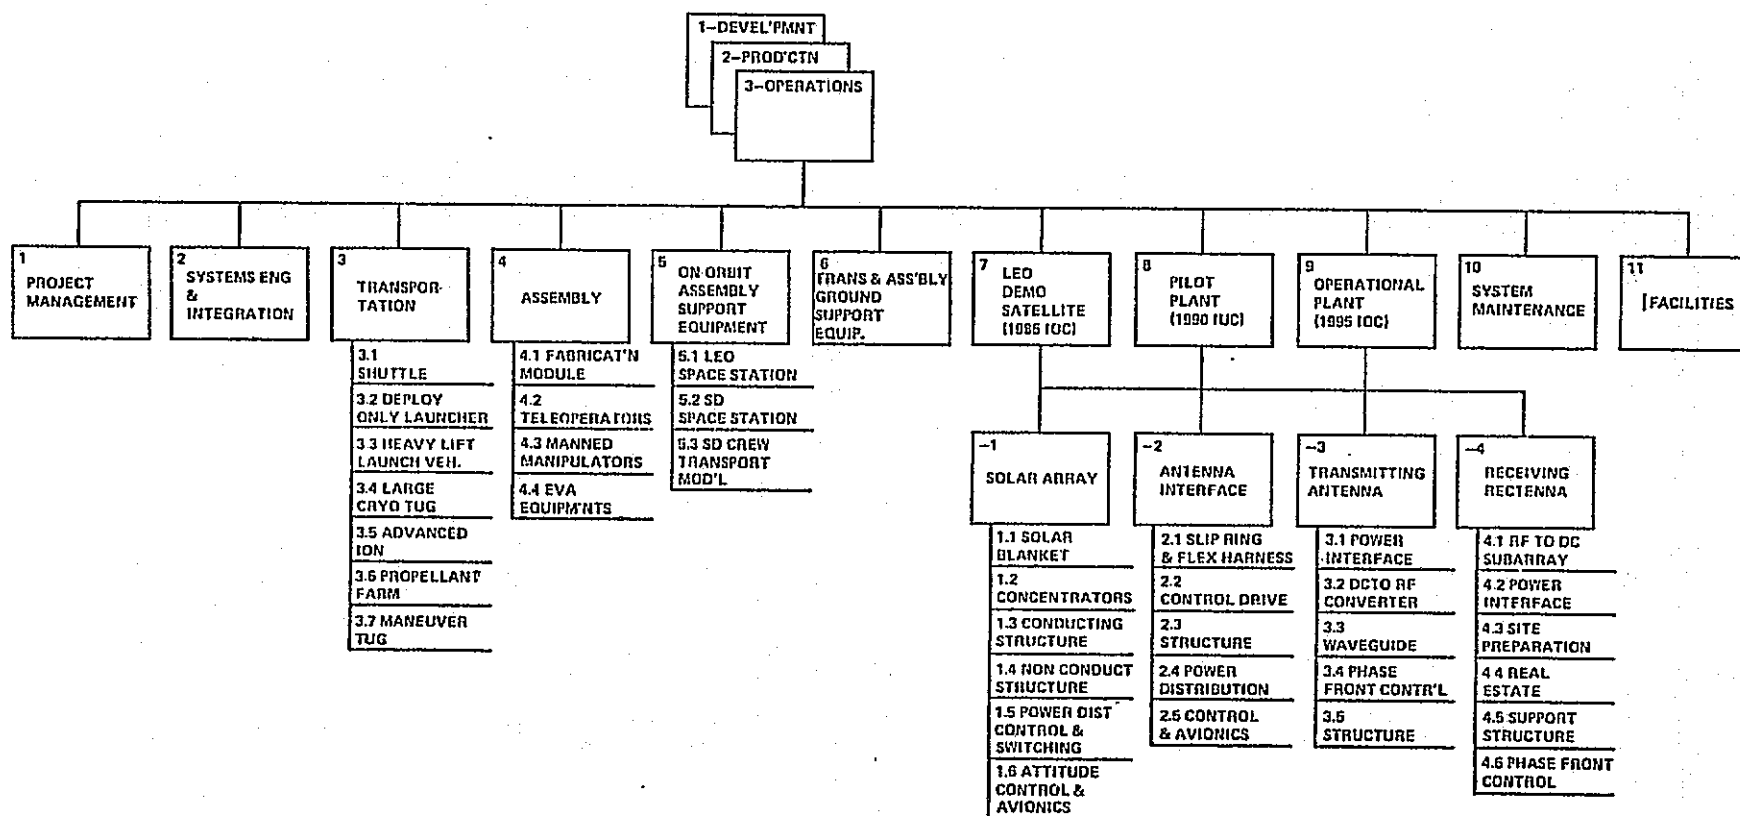 1-DEVEL'PMNT
2-PROD'CTN
3-OPERATIONS
1
PROJECT
MANAGEMENT
2
SYSTEMS ENG
&
INTEGRATION
3
TRANSPOR-
TATION
3.1
SHUTTLE
3.2 DEPLOY
ONLY LAUNCHER
3.3 HEAVY LIFT
LAUNCH VEH.
3.4 LARGE
CRYO TUG
3.5 ADVANCED
ION
3.6 PROPELLANT
FARM
3.7 MANEUVER
TUG
4
ASSEMBLY
4.1 FABRICAT'N
MODULE
4.2
TELEOPERATORS
4.3 MANNED
MANIPULATORS
4.4 EVA
EQUIPM'NTS
5
ON-ORBIT
ASSEMBLY
SUPPORT
EQUIPMENT
5.1 LEO
SPACE STATION
5.2 SD
SPACE STATION
5.3 SD CREW
TRANSPORT
MOD'L
6
TRANS & ASS'BLY
GROUND
SUPPORT
EQUIP.
7
LEO
DEMO
SATELLITE
(1985 IOC)
8
PILOT
PLANT
(1990 IOC)
9
OPERATIONAL
PLANT
(1995 IOC)
10
SYSTEM
MAINTENANCE
11
FACILITIES
-1
SOLAR ARRAY
1.1 SOLAR
BLANKET
1.2
CONCENTRATORS
1.3 CONDUCTING
STRUCTURE
1.4 NON CONDUCT
STRUCTURE
1.5 POWER DIST
CONTROL &
SWITCHING
1.6 ATTITUDE
CONTROL &
AVIONICS
-2
ANTENNA
INTERFACE
2.1 SLIP RING
& FLEX HARNESS
2.2
CONTROL DRIVE
2.3
STRUCTURE
2.4 POWER
DISTRIBUTION
2.5 CONTROL
& AVIONICS
-3
TRANSMITTING
ANTENNA
3.1 POWER
INTERFACE
3.2 DCTO RF
CONVERTER
3.3
WAVEGUIDE
3.4 PHASE
FRONT CONTR'L
3.5
STRUCTURE
-4
RECEIVING
RECTENNA
4.1 RF TO DC
SUBARRAY
4.2 POWER
INTERFACE
4.3 SITE
PREPARATION
4 4 REAL
ESTATE
4.5 SUPPORT
STRUCTURE
4.6 PHASE FRONT
CONTROL